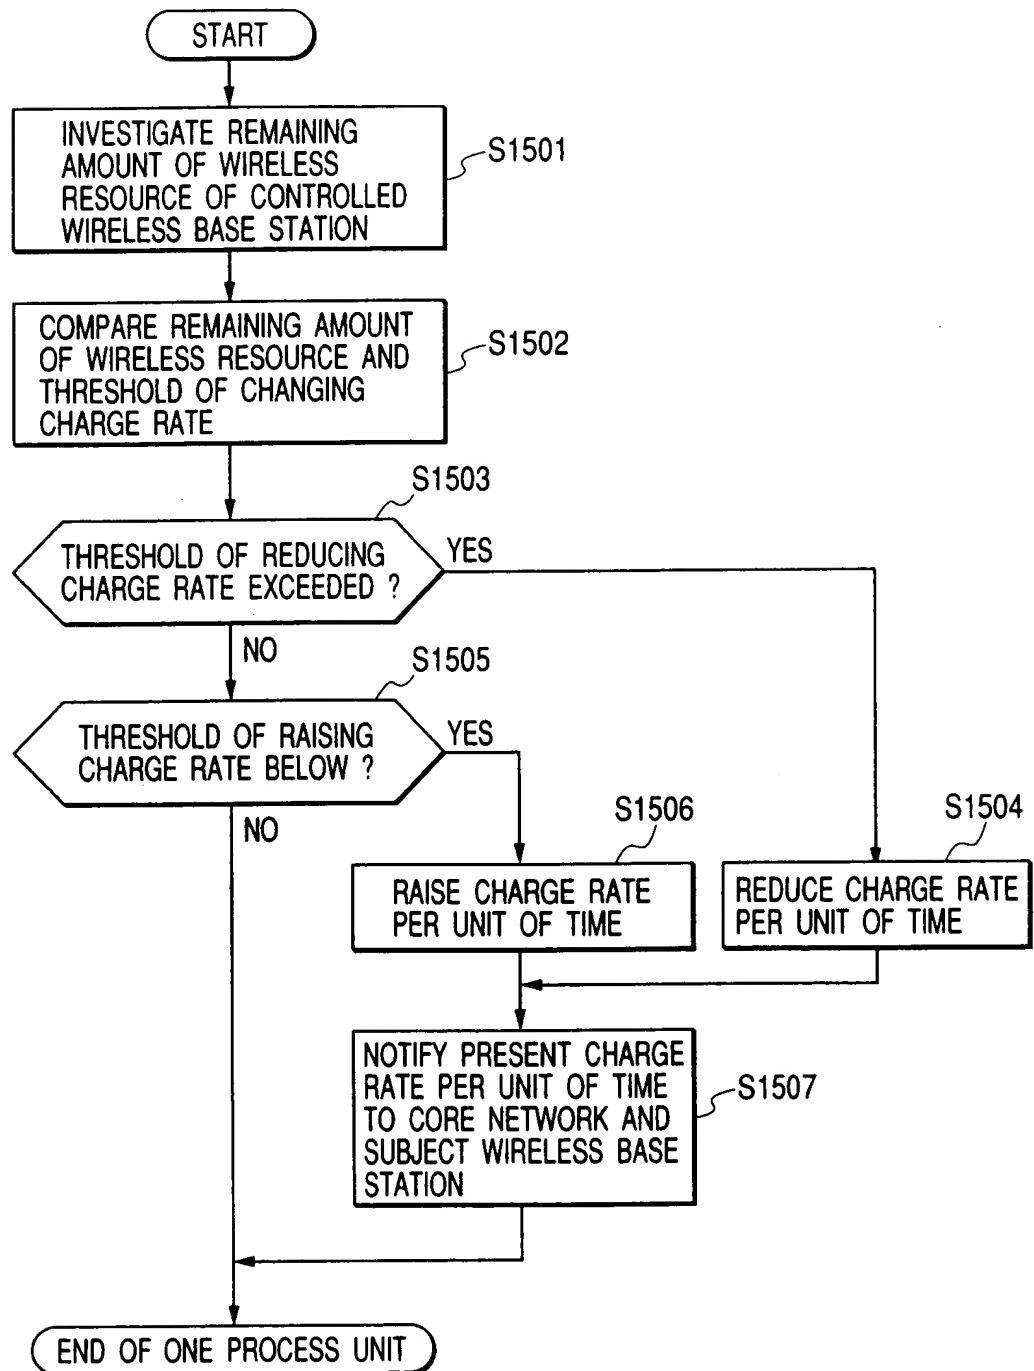 START
INVESTIGATE REMAINING
AMOUNT OF WIRELESS
RESOURCE OF CONTROLLED
WIRELESS BASE STATION
S1501
COMPARE REMAINING AMOUNT
OF WIRELESS RESOURCE AND
THRESHOLD OF CHANGING
CHARGE RATE
S1502
S1503
THRESHOLD OF REDUCING
CHARGE RATE EXCEEDED ?
YES
NO
S1505
THRESHOLD OF RAISING
CHARGE RATE BELOW ?
YES
NO
S1506
RAISE CHARGE RATE
PER UNIT OF TIME
S1504
REDUCE CHARGE RATE
PER UNIT OF TIME
NOTIFY PRESENT CHARGE
RATE PER UNIT OF TIME
TO CORE NETWORK AND
SUBJECT WIRELESS BASE
STATION
S1507
END OF ONE PROCESS UNIT